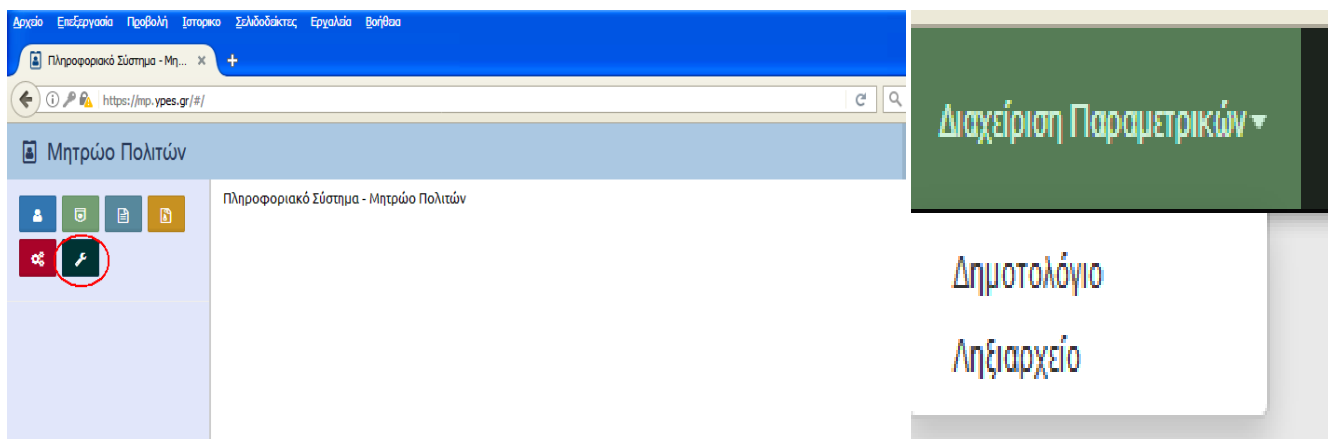 Αρχείο Επεξεργασία Προβολή Ιστορικο Σελιδοδείκτες Εργαλεία Βοήθεια
Πληροφοριακό Σύστημα - Μη... × +
https://mp.ypes.gr/#/
Μητρώο Πολιτών
Πληροφοριακό Σύστημα - Μητρώο Πολιτών
Διαχείριση Παραμετρικών
Δημοτολόγιο
Ληξιαρχείο